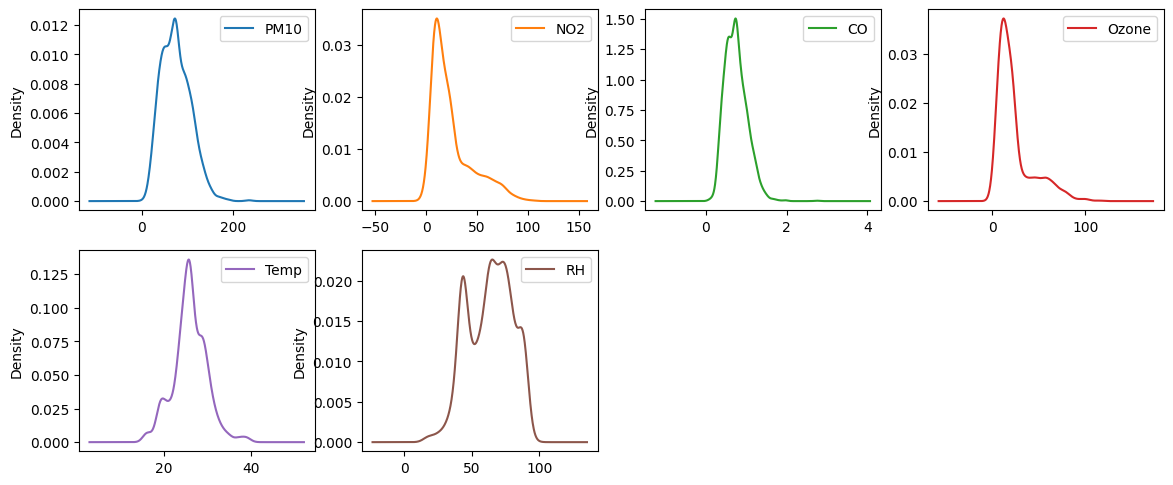 PM10
0.012
0.010
0.008
0.006
0.004
0.002
0.000
Density
0 200
NO2
0.03
0.02
0.01
0.00
Density
−50 0 50 100 150
CO
1.50
1.25
1.00
0.75
0.50
0.25
0.00
Density
0 2 4
Ozone
0.03
0.02
0.01
0.00
Density
0 100
Temp
0.125
0.100
0.075
0.050
0.025
0.000
Density
20 40
RH
0.020
0.015
0.010
0.005
0.000
Density
0 50 100